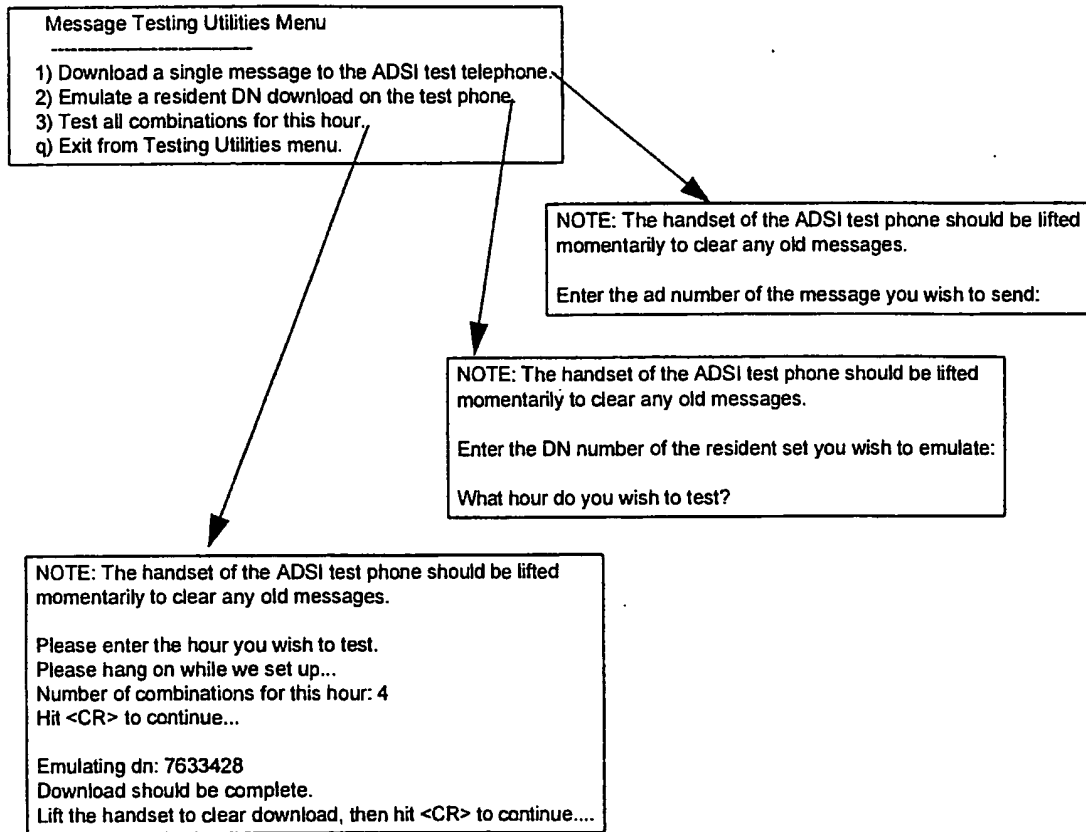 Message Testing Utilities Menu
--------------------
1) Download a single message to the ADSI test telephone.
2) Emulate a resident DN download on the test phone.
3) Test all combinations for this hour.
q) Exit from Testing Utilities menu.
NOTE: The handset of the ADSI test phone should be lifted
momentarily to clear any old messages.
Enter the ad number of the message you wish to send:
NOTE: The handset of the ADSI test phone should be lifted
momentarily to clear any old messages.
Enter the DN number of the resident set you wish to emulate:
What hour do you wish to test?
NOTE: The handset of the ADSI test phone should be lifted
momentarily to clear any old messages.
Please enter the hour you wish to test.
Please hang on while we set up...
Number of combinations for this hour: 4
Hit <CR> to continue...
Emulating dn: 7633428
Download should be complete.
Lift the handset to clear download, then hit <CR> to continue....